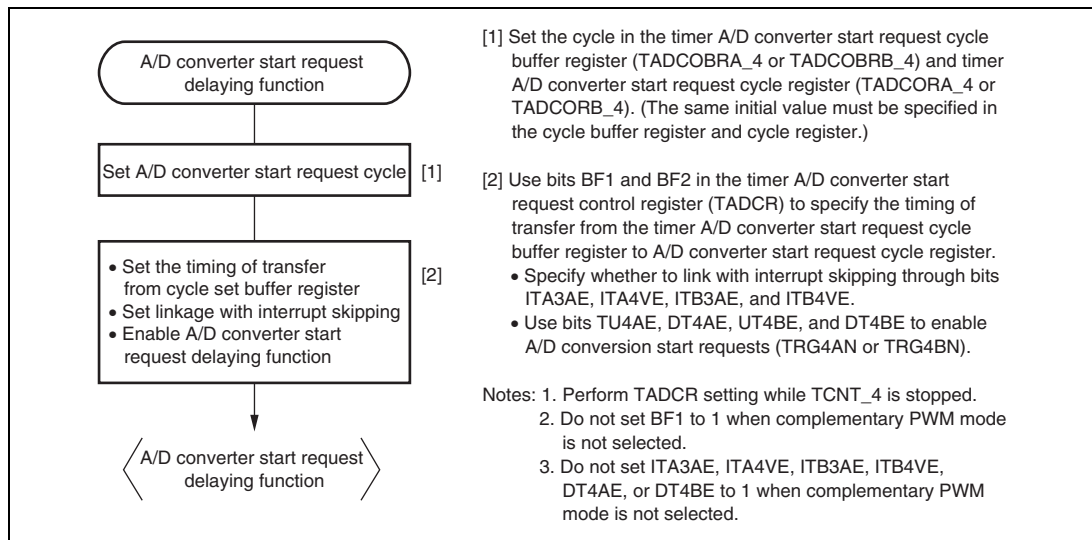 A/D converter start request
delaying function
Set A/D converter start request cycle
[1]
• Set the timing of transfer
from cycle set buffer register
• Set linkage with interrupt skipping
• Enable A/D converter start
request delaying function
[2]
A/D converter start request
delaying function
[1] Set the cycle in the timer A/D converter start request cycle
buffer register (TADCOBRA_4 or TADCOBRB_4) and timer
A/D converter start request cycle register (TADCORA_4 or
TADCORB_4). (The same initial value must be specified in
the cycle buffer register and cycle register.)
[2] Use bits BF1 and BF2 in the timer A/D converter start
request control register (TADCR) to specify the timing of
transfer from the timer A/D converter start request cycle
buffer register to A/D converter start request cycle register.
• Specify whether to link with interrupt skipping through bits
ITA3AE, ITA4VE, ITB3AE, and ITB4VE.
• Use bits TU4AE, DT4AE, UT4BE, and DT4BE to enable
A/D conversion start requests (TRG4AN or TRG4BN).
Notes: 1. Perform TADCR setting while TCNT_4 is stopped.
2. Do not set BF1 to 1 when complementary PWM mode
is not selected.
3. Do not set ITA3AE, ITA4VE, ITB3AE, ITB4VE,
DT4AE, or DT4BE to 1 when complementary PWM
mode is not selected.